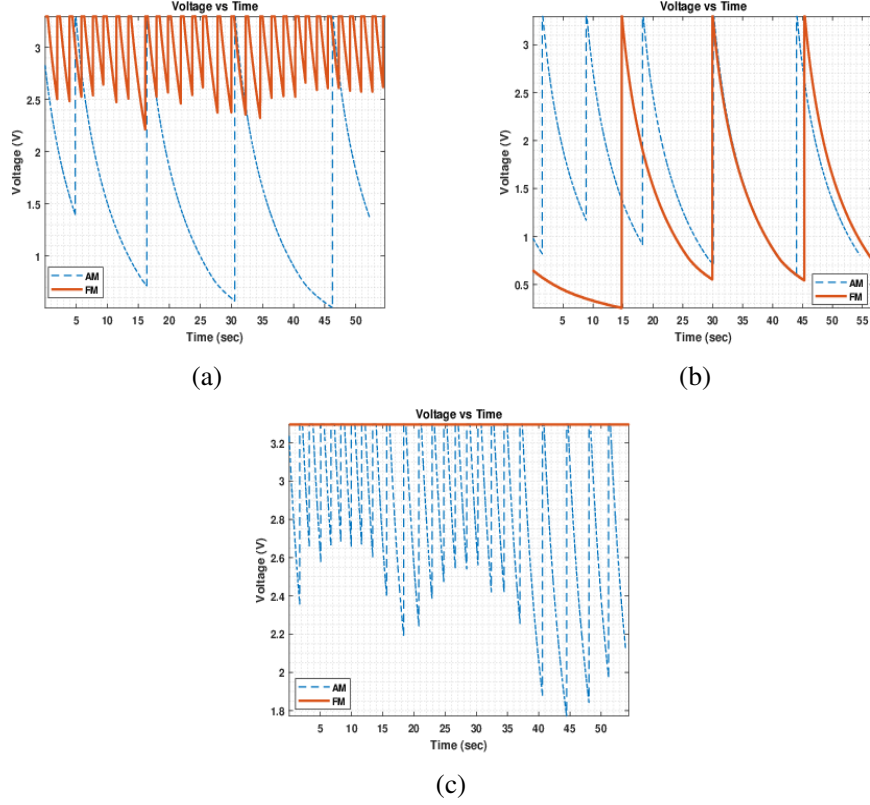 Voltage vs Time
Voltage (V)
3
2.5
2
1.5
1
AM
FM
5 10 15 20 25 30 35 40 45 50
Time (sec)
(a)
Voltage vs Time
Voltage (V)
3
2.5
2
1.5
1
0.5
AM
FM
5 10 15 20 25 30 35 40 45 50 55
Time (sec)
(b)
Voltage vs Time
Voltage (V)
3.2
3
2.8
2.6
2.4
2.2
2
1.8
AM
FM
5 10 15 20 25 30 35 40 45 50
Time (sec)
(c)